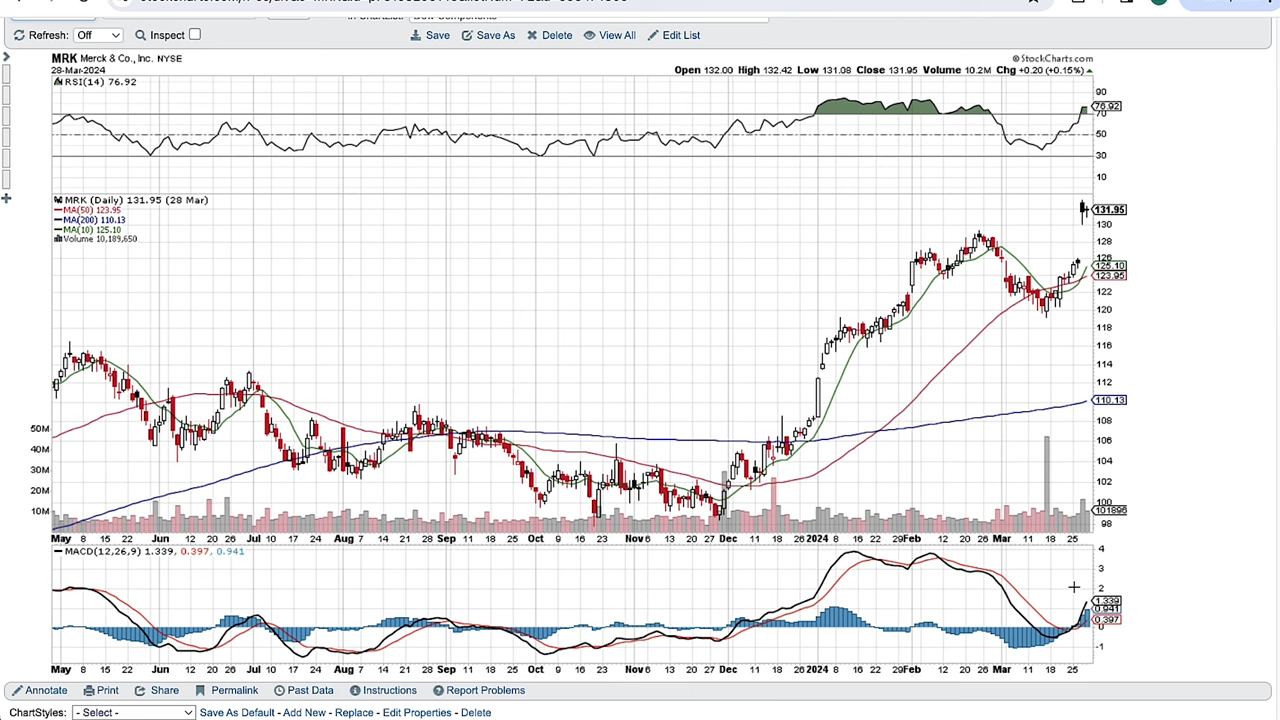 Refresh: Off Inspect Save Save As Delete View All Edit List
MRK Merck & Co., Inc. NYSE © StockCharts.com
28-Mar-2024 Open 132.00 High 132.42 Low 131.08 Close 131.95 Volume 10.2M Chg +0.20 (+0.15%)
RSI(14) 76.92
90
76.92
70
50
30
10
MRK (Daily) 131.95 (28 Mar)
MA(50) 123.95
MA(200) 110.13
MA(10) 125.10
Volume 10,189,650
131.95
130
128
126
125.10
123.95
122
120
118
116
114
112
110.13
108
106
104
102
100
98
50M
40M
30M
20M
10M
101896
May 8 15 22 Jun 12 20 26 Jul 10 17 24 Aug 7 14 21 28 Sep 11 18 25 Oct 9 16 23 Nov 6 13 20 27 Dec 11 18 26 2024 8 16 22 29 Feb 12 20 26 Mar 11 18 25
MACD(12,26,9) 1.339, 0.397, 0.941
4
3
2
1.339
0.941
0.397
0
-1
May 8 15 22 Jun 12 20 26 Jul 10 17 24 Aug 7 14 21 28 Sep 11 18 25 Oct 9 16 23 Nov 6 13 20 27 Dec 11 18 26 2024 8 16 22 29 Feb 12 20 26 Mar 11 18 25
Annotate Print Share Permalink Past Data Instructions Report Problems
ChartStyles: - Select - Save As Default - Add New - Replace - Edit Properties - Delete